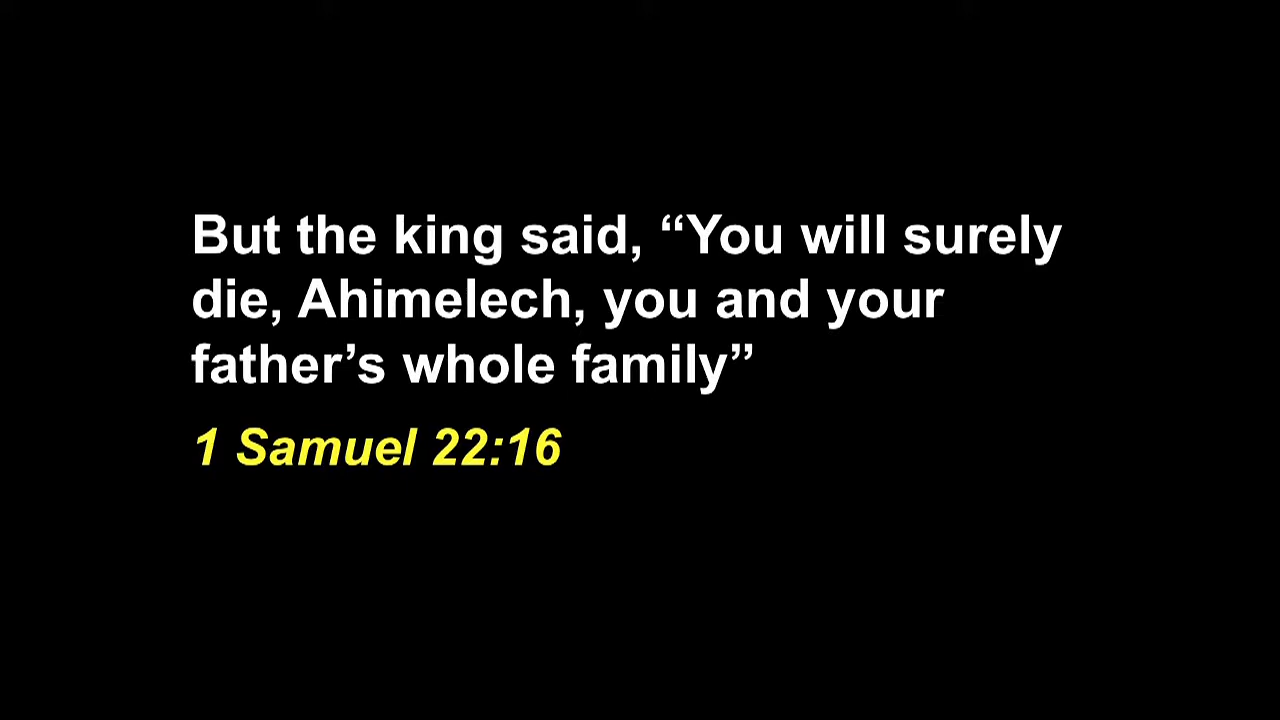 But the king said, “You will surely
die, Ahimelech, you and your
father’s whole family”
1 Samuel 22:16